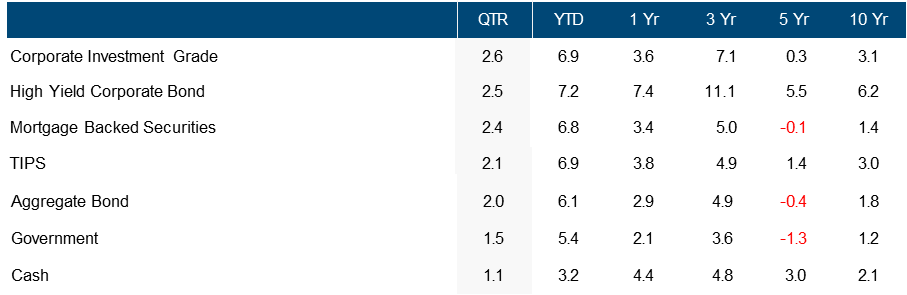 QTR YTD 1 Yr 3 Yr 5 Yr 10 Yr
Corporate Investment Grade 2.6 6.9 3.6 7.1 0.3 3.1
High Yield Corporate Bond 2.5 7.2 7.4 11.1 5.5 6.2
Mortgage Backed Securities 2.4 6.8 3.4 5.0 -0.1 1.4
TIPS 2.1 6.9 3.8 4.9 1.4 3.0
Aggregate Bond 2.0 6.1 2.9 4.9 -0.4 1.8
Government 1.5 5.4 2.1 3.6 -1.3 1.2
Cash 1.1 3.2 4.4 4.8 3.0 2.1